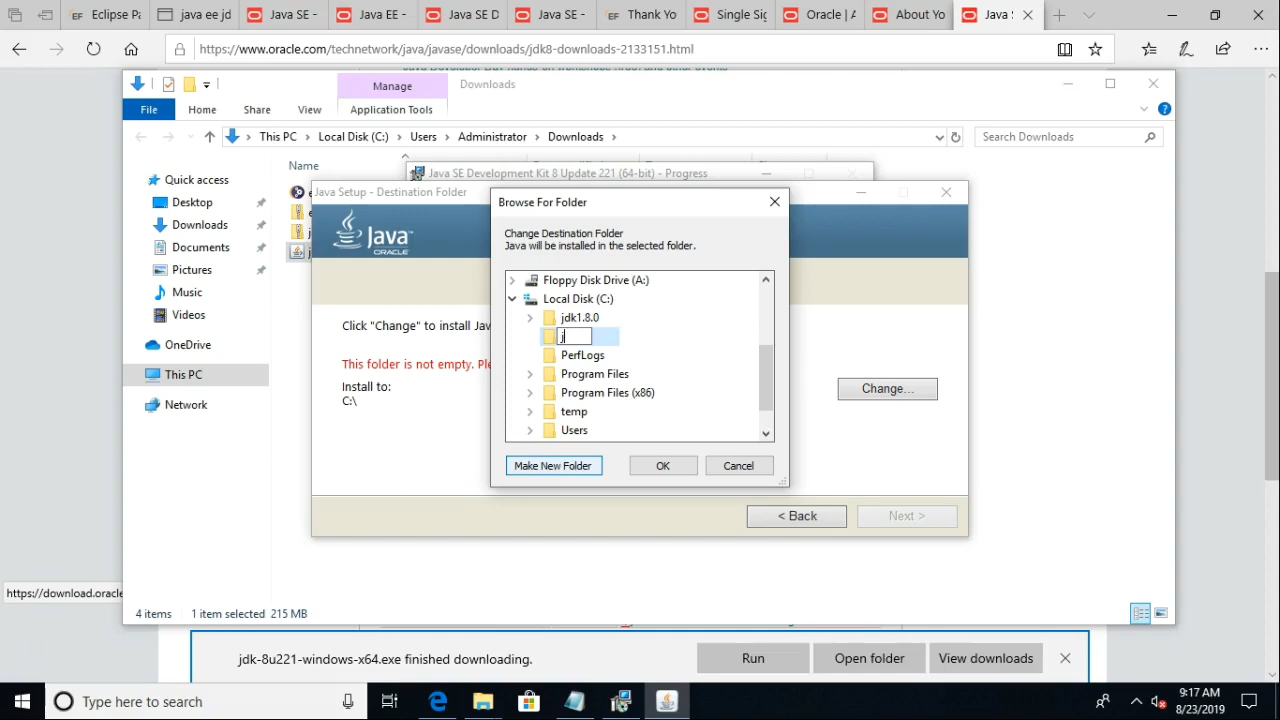 Eclipse Pa
java ee jd
Java SE -
Java EE -
Java SE D
Java SE -
Thank Yo
Single Sig
Oracle | A
About Yo
Java S
https://www.oracle.com/technetwork/java/javase/downloads/jdk8-downloads-2133151.html
Manage
Downloads
File
Home
Share
View
Application Tools
This PC
Local Disk (C:)
Users
Administrator
Downloads
Search Downloads
Name
Quick access
Desktop
Downloads
Documents
Pictures
Music
Videos
OneDrive
This PC
Network
Java SE Development Kit 8 Update 221 (64-bit) - Progress
Java Setup - Destination Folder
Java
ORACLE
Click "Change" to install Jav
This folder is not empty. Ple
Install to:
C:\
Change...
< Back
Next >
Browse For Folder
Change Destination Folder
Java will be installed in the selected folder.
Floppy Disk Drive (A:)
Local Disk (C:)
jdk1.8.0
j
PerfLogs
Program Files
Program Files (x86)
temp
Users
Make New Folder
OK
Cancel
https://download.oracle
4 items
1 item selected 215 MB
jdk-8u221-windows-x64.exe finished downloading.
Run
Open folder
View downloads
Type here to search
9:17 AM
8/23/2019